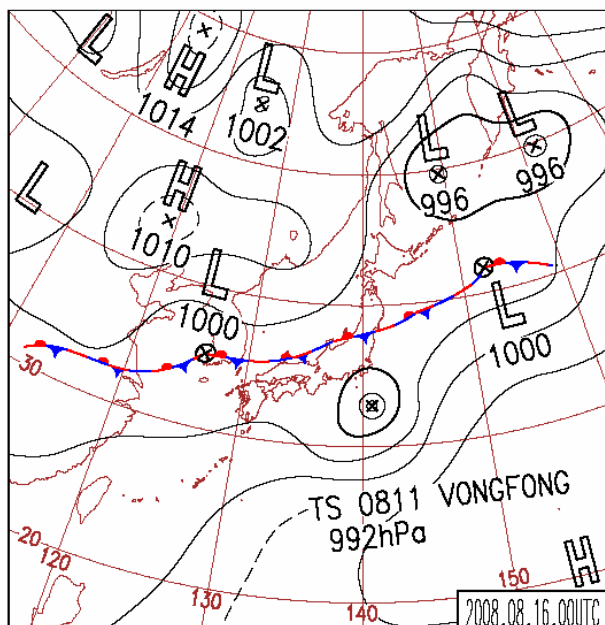 L
H
1014
L
1002
L
996
L
996
L
H
1010
L
1000
L
1000
30
TS 0811 VONGFONG
992hPa
H
20
120
130
140
150
2008.08.16.00UTC